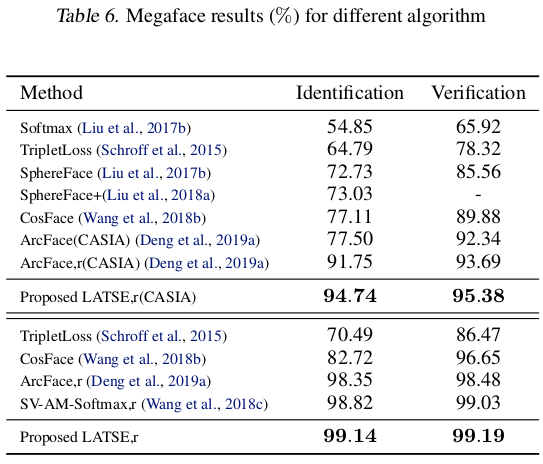 Table 6. Megaface results (%) for different algorithm
Method Identification Verification
Softmax (Liu et al., 2017b) 54.85 65.92
TripletLoss (Schroff et al., 2015) 64.79 78.32
SphereFace (Liu et al., 2017b) 72.73 85.56
SphereFace+(Liu et al., 2018a) 73.03 -
CosFace (Wang et al., 2018b) 77.11 89.88
ArcFace(CASIA) (Deng et al., 2019a) 77.50 92.34
ArcFace,r(CASIA) (Deng et al., 2019a) 91.75 93.69
Proposed LATSE,r(CASIA) 94.74 95.38
TripletLoss (Schroff et al., 2015) 70.49 86.47
CosFace (Wang et al., 2018b) 82.72 96.65
ArcFace,r (Deng et al., 2019a) 98.35 98.48
SV-AM-Softmax,r (Wang et al., 2018c) 98.82 99.03
Proposed LATSE,r 99.14 99.19